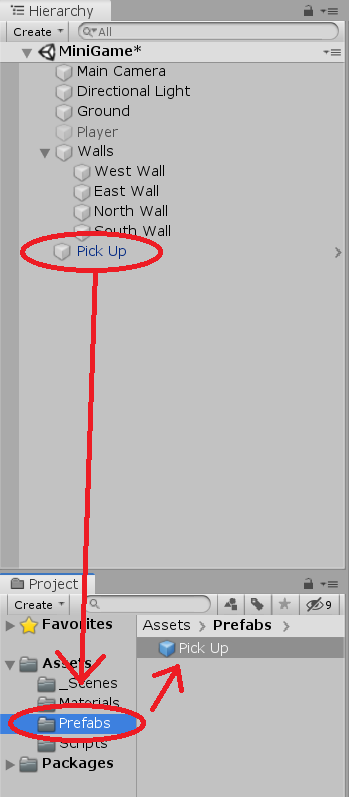 Hierarchy
Create All
MiniGame*
Main Camera
Directional Light
Ground
Player
Walls
West Wall
East Wall
North Wall
South Wall
Pick Up
Project
Create 9
Favorites
Assets
_Scenes
Materials
Prefabs
Scripts
Packages
Assets > Prefabs >
Pick Up